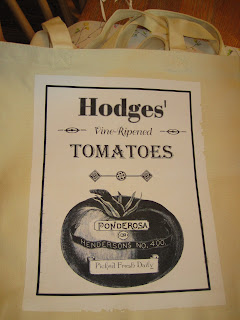 Hodges'
Vine-Ripened
TOMATOES
PONDEROSA
OR
HENDERSONS NO. 400.
Picked Fresh Daily